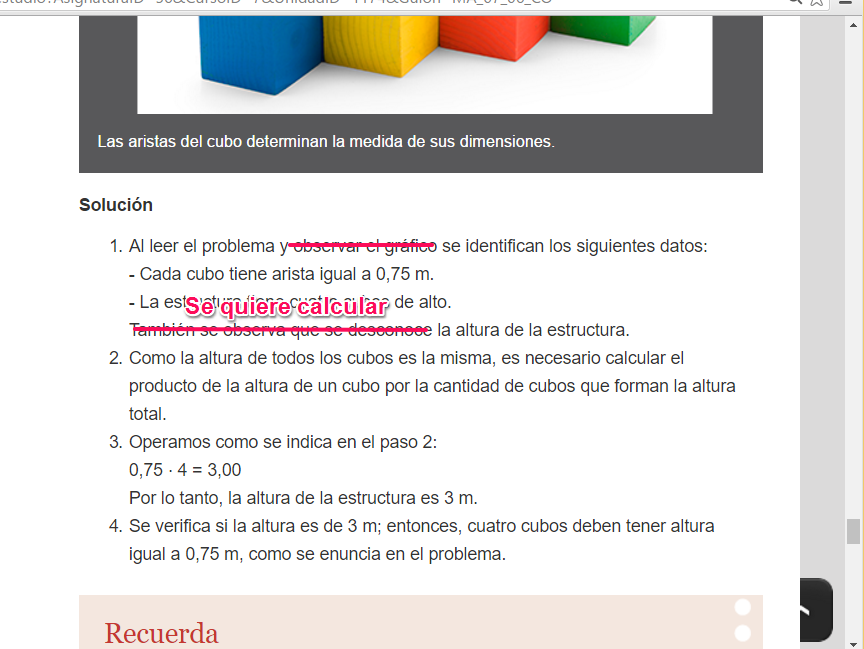 Las aristas del cubo determinan la medida de sus dimensiones.
Solución
1. Al leer el problema y observar el gráfico se identifican los siguientes datos:
- Cada cubo tiene arista igual a 0,75 m.
- La estructura tiene cuatro cubos de alto.
Se quiere calcular
También se observa que se desconoce la altura de la estructura.
2. Como la altura de todos los cubos es la misma, es necesario calcular el
producto de la altura de un cubo por la cantidad de cubos que forman la altura
total.
3. Operamos como se indica en el paso 2:
0,75 · 4 = 3,00
Por lo tanto, la altura de la estructura es 3 m.
4. Se verifica si la altura es de 3 m; entonces, cuatro cubos deben tener altura
igual a 0,75 m, como se enuncia en el problema.
Recuerda